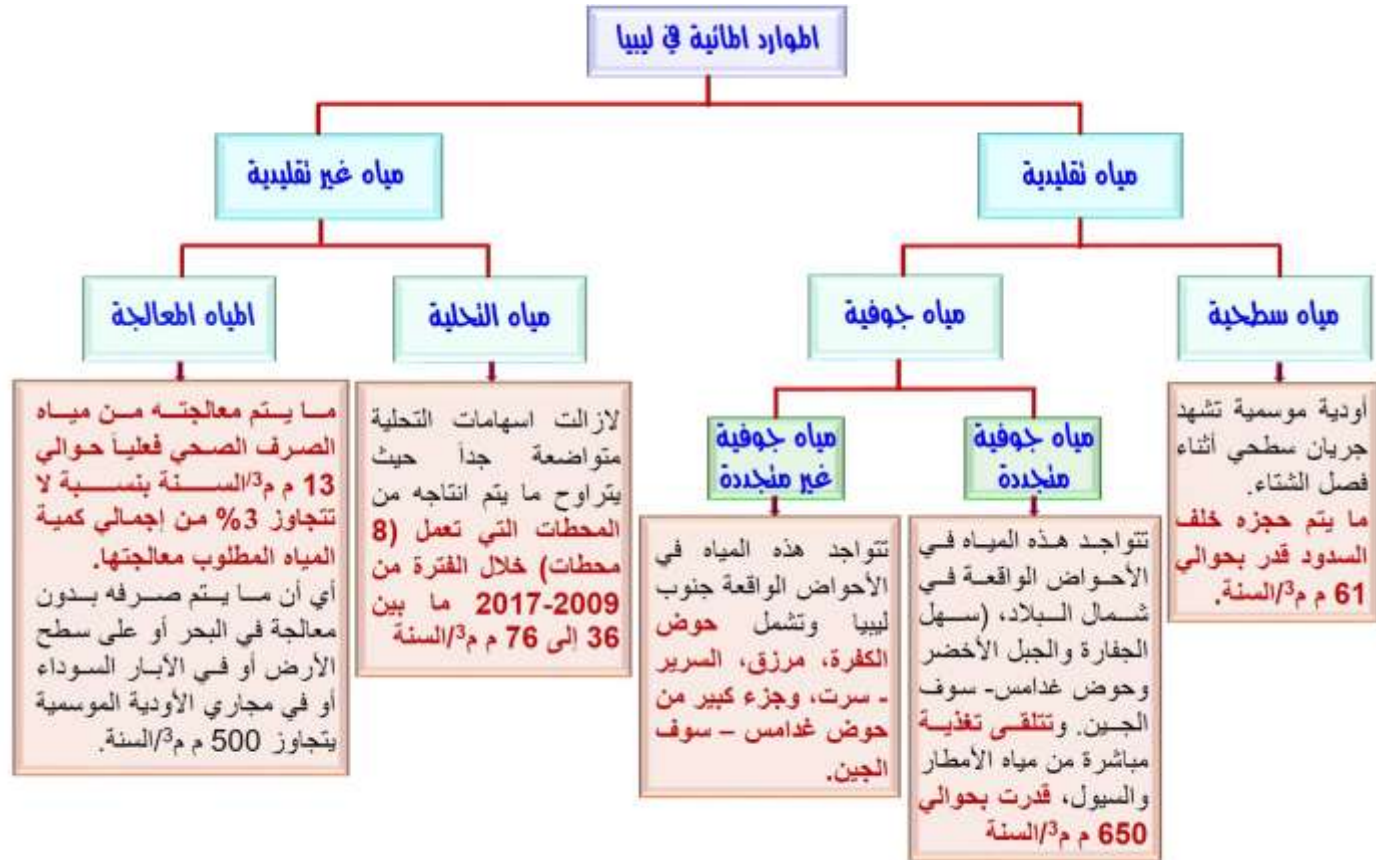 الموارد المائية في ليبيا
مياه تقليدية
مياه غير تقليدية
مياه سطحية
مياه جوفية
مياه التحلية
المياه المعالجة
أودية موسمية تشهد
جريان سطحي أثناء
فصل الشتاء.
ما يتم حجزه خلف
السدود قدر بحوالي
61 م م³/السنة.
مياه جوفية
متجددة
تتواجد هذه المياه في
الأحواض الواقعة في
شمال البلاد، (سهل
الجفارة والجبل الأخضر
وحوض غدامس- سوف
الجين. وتتلقى تغذية
مباشرة من مياه الأمطار
والسيول، قدرت بحوالي
650 م م³/السنة
مياه جوفية
غير متجددة
تتواجد هذه المياه في
الأحواض الواقعة جنوب
ليبيا وتشمل حوض
الكفرة، مرزق، السرير
- سرت، وجزء كبير من
حوض غدامس – سوف
الجين.
لازالت اسهامات التحلية
متواضعة جداً حيث
يتراوح ما يتم انتاجه من
المحطات التي تعمل (8
محطات) خلال الفترة من
2009-2017 ما بين
36 إلى 76 م م³/السنة
ما يتم معالجته من مياه
الصرف الصحي فعلياً حوالي
13 م م³/السنة بنسبة لا
تتجاوز 3% من إجمالي كمية
المياه المطلوب معالجتها.
أي أن ما يتم صرفه بدون
معالجة في البحر أو على سطح
الأرض أو في الآبار السوداء
أو في مجاري الأودية الموسمية
يتجاوز 500 م م³/السنة.